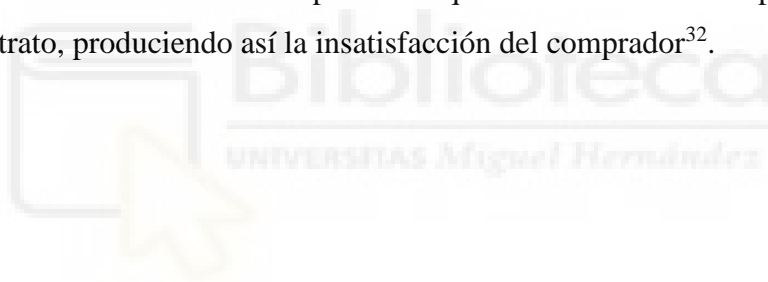 trato, produciendo así la insatisfacción del comprador³².
Biblioteca
UNIVERSITAS Miguel Hernández